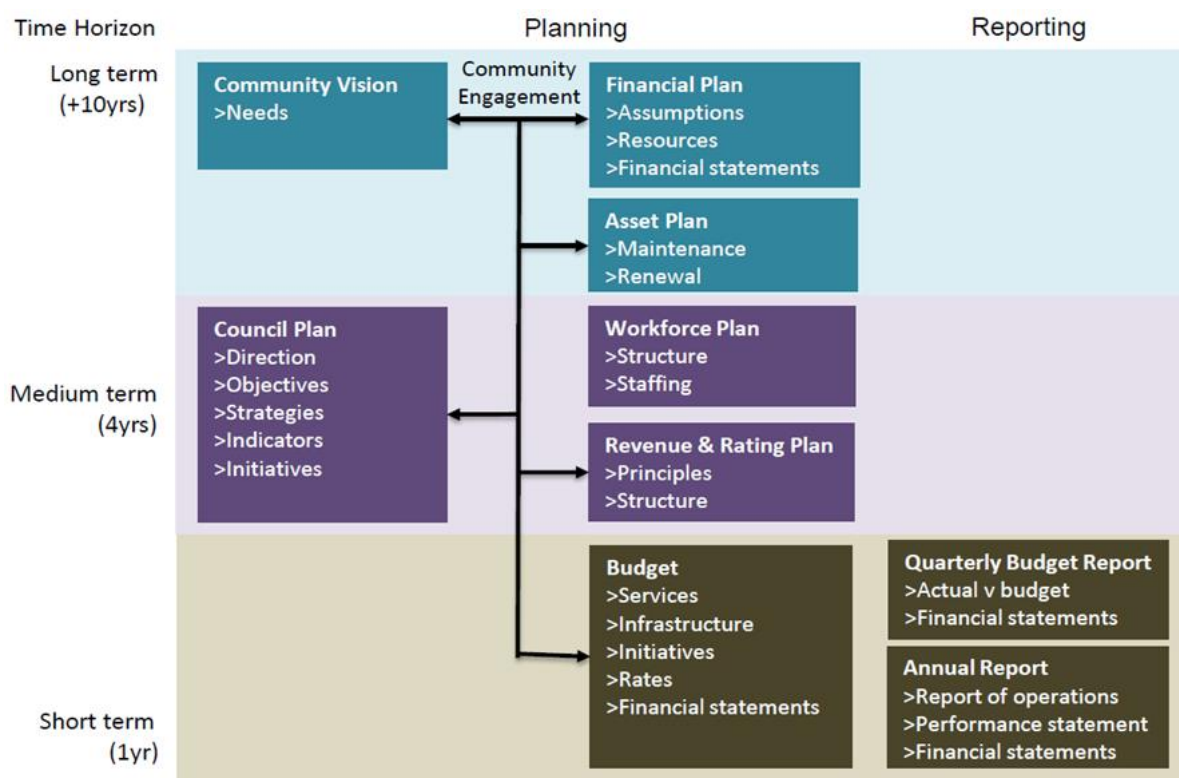 Time Horizon
Planning
Reporting
Long term
(+10yrs)
Community Vision
>Needs
Community
Engagement
Financial Plan
>Assumptions
>Resources
>Financial statements
Asset Plan
>Maintenance
>Renewal
Medium term
(4yrs)
Council Plan
>Direction
>Objectives
>Strategies
>Indicators
>Initiatives
Workforce Plan
>Structure
>Staffing
Revenue & Rating Plan
>Principles
>Structure
Short term
(1yr)
Budget
>Services
>Infrastructure
>Initiatives
>Rates
>Financial statements
Quarterly Budget Report
>Actual v budget
>Financial statements
Annual Report
>Report of operations
>Performance statement
>Financial statements